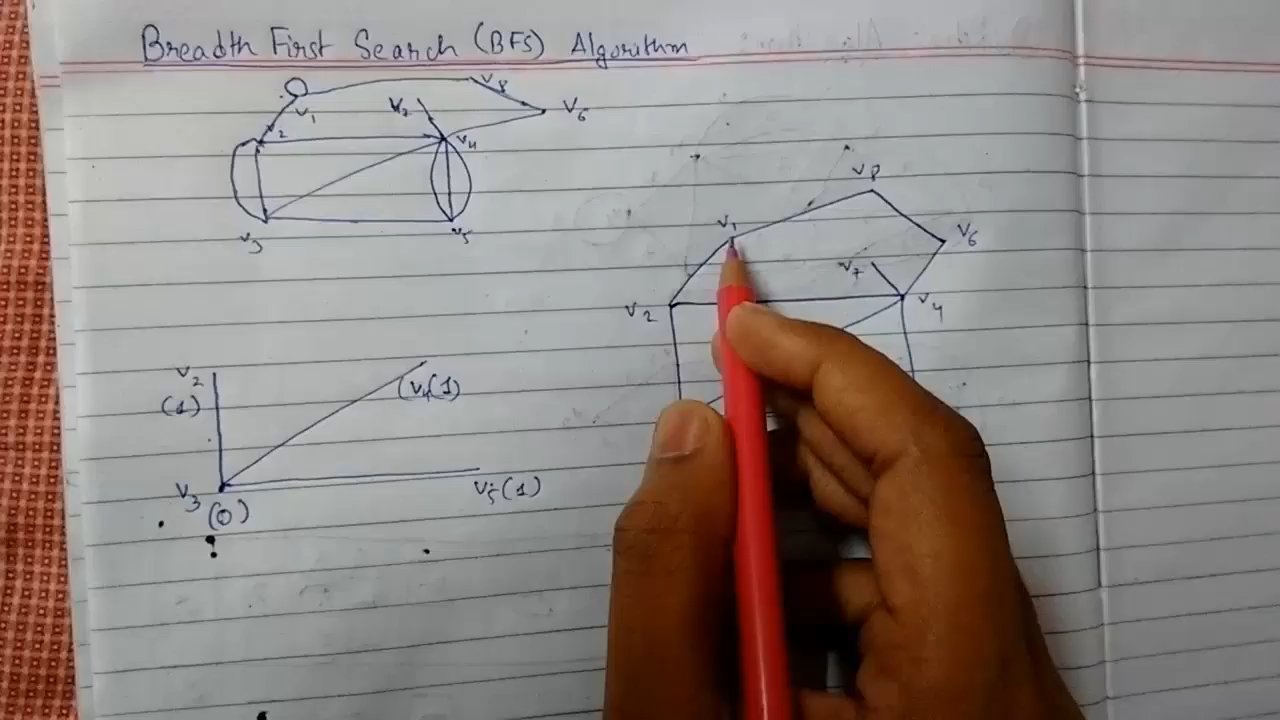 Breadth First Search (BFS) Algorithm
v8
v7 v6
v1
v2 v4
v3 v5
v8
v1 v6
v7
v2 v4
v2
(1) (v4(1)
v3 v5(1)
(0)